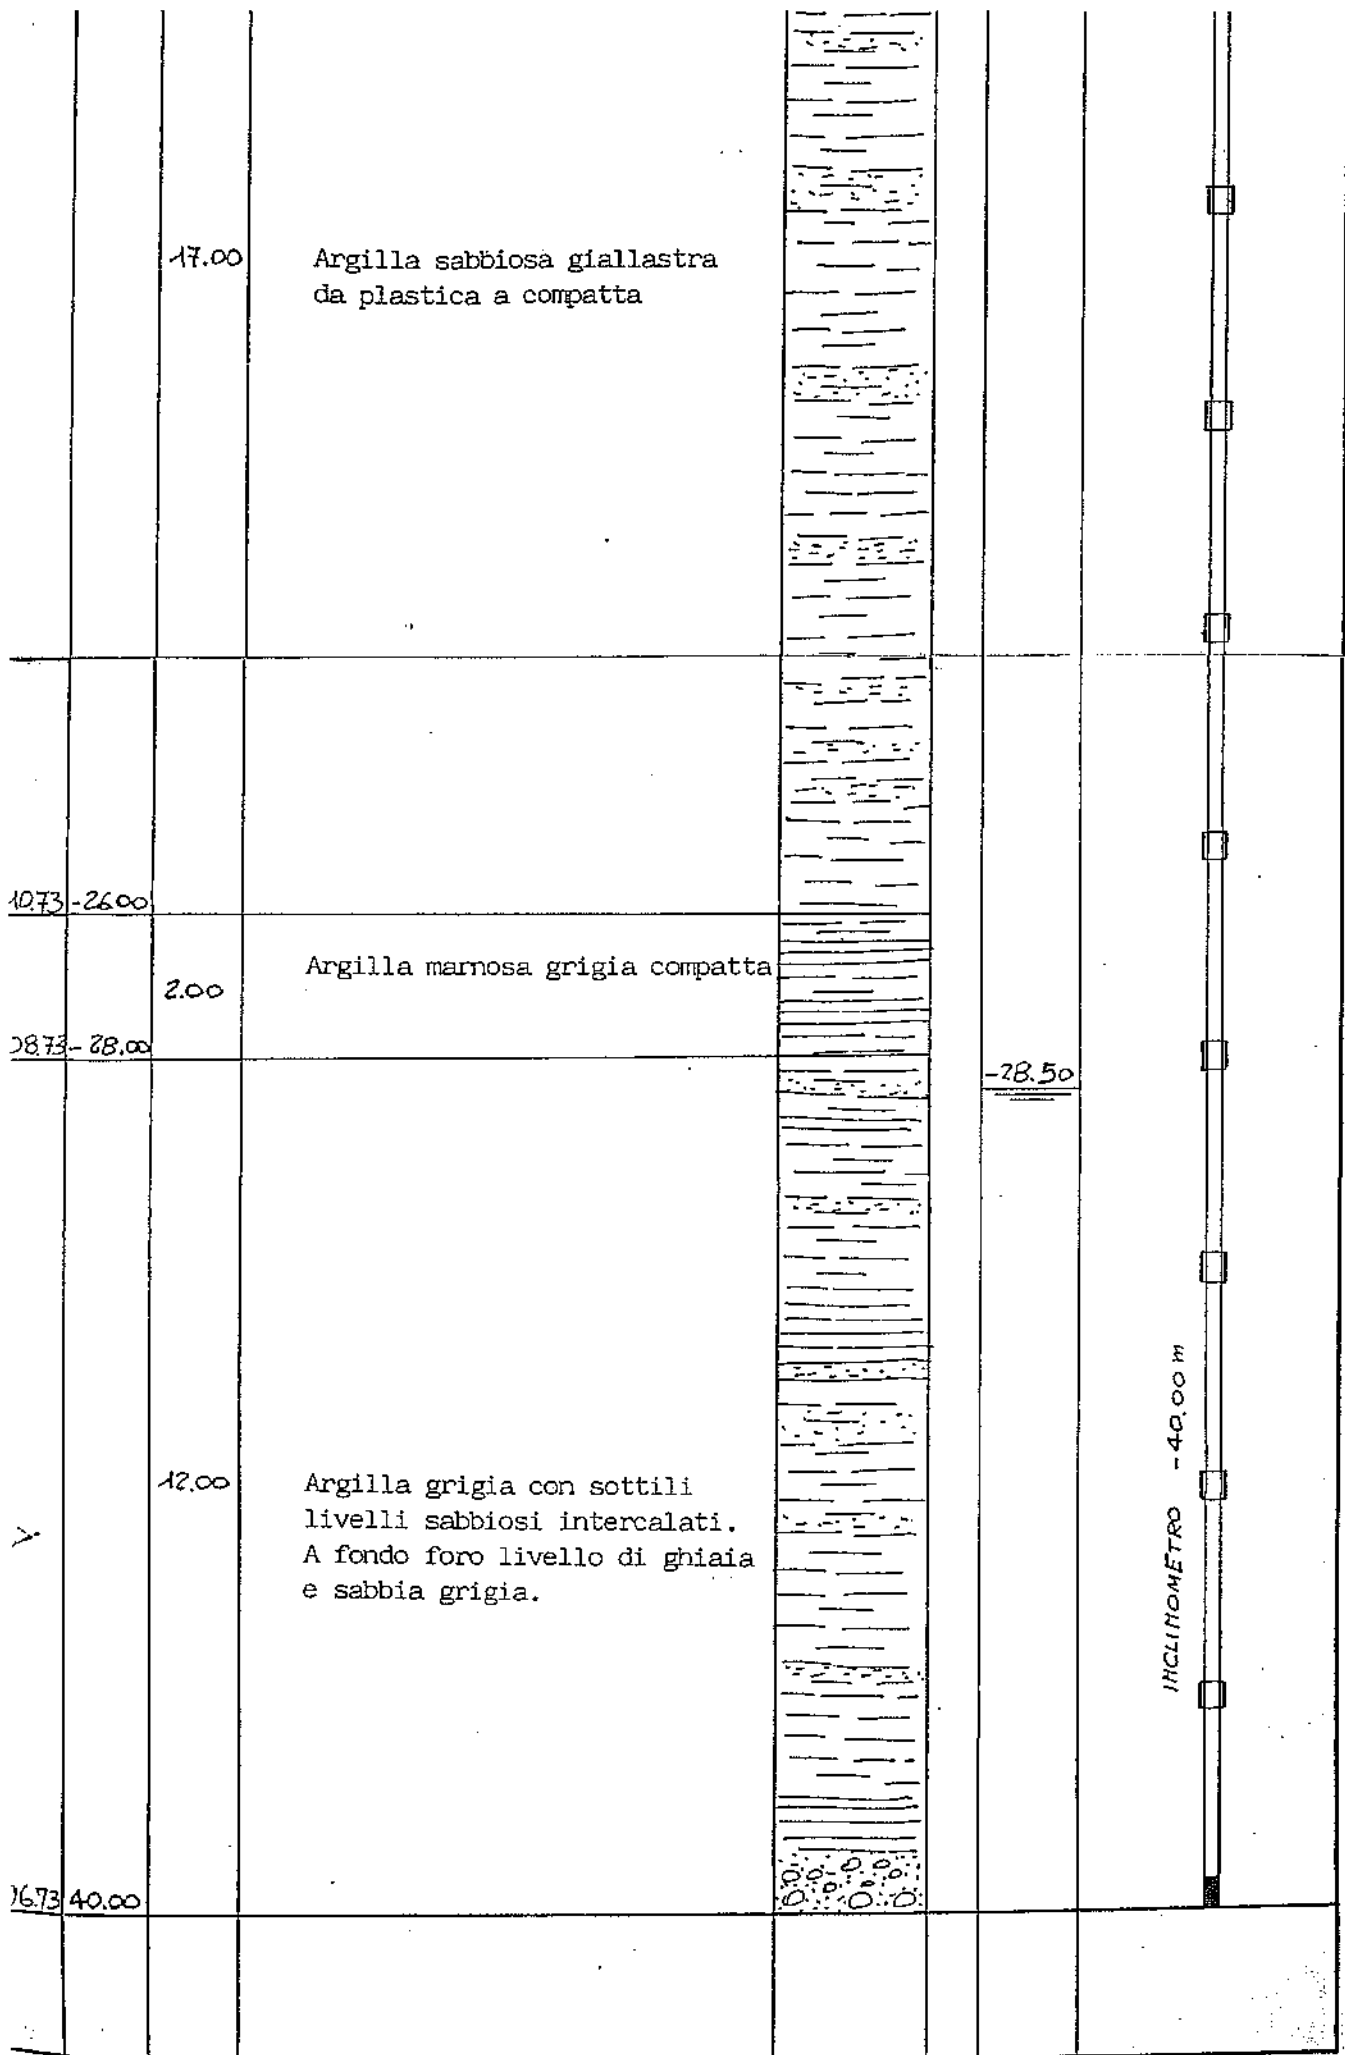 17.00
Argilla sabbiosa giallastra
da plastica a compatta
10.73 -26.00
Argilla marnosa grigia compatta
2.00
08.73 -28.00
-28.50
12.00
Argilla grigia con sottili
livelli sabbiosi intercalati.
A fondo foro livello di ghiaia
e sabbia grigia.
INCLINOMETRO -40.00 m
40.00